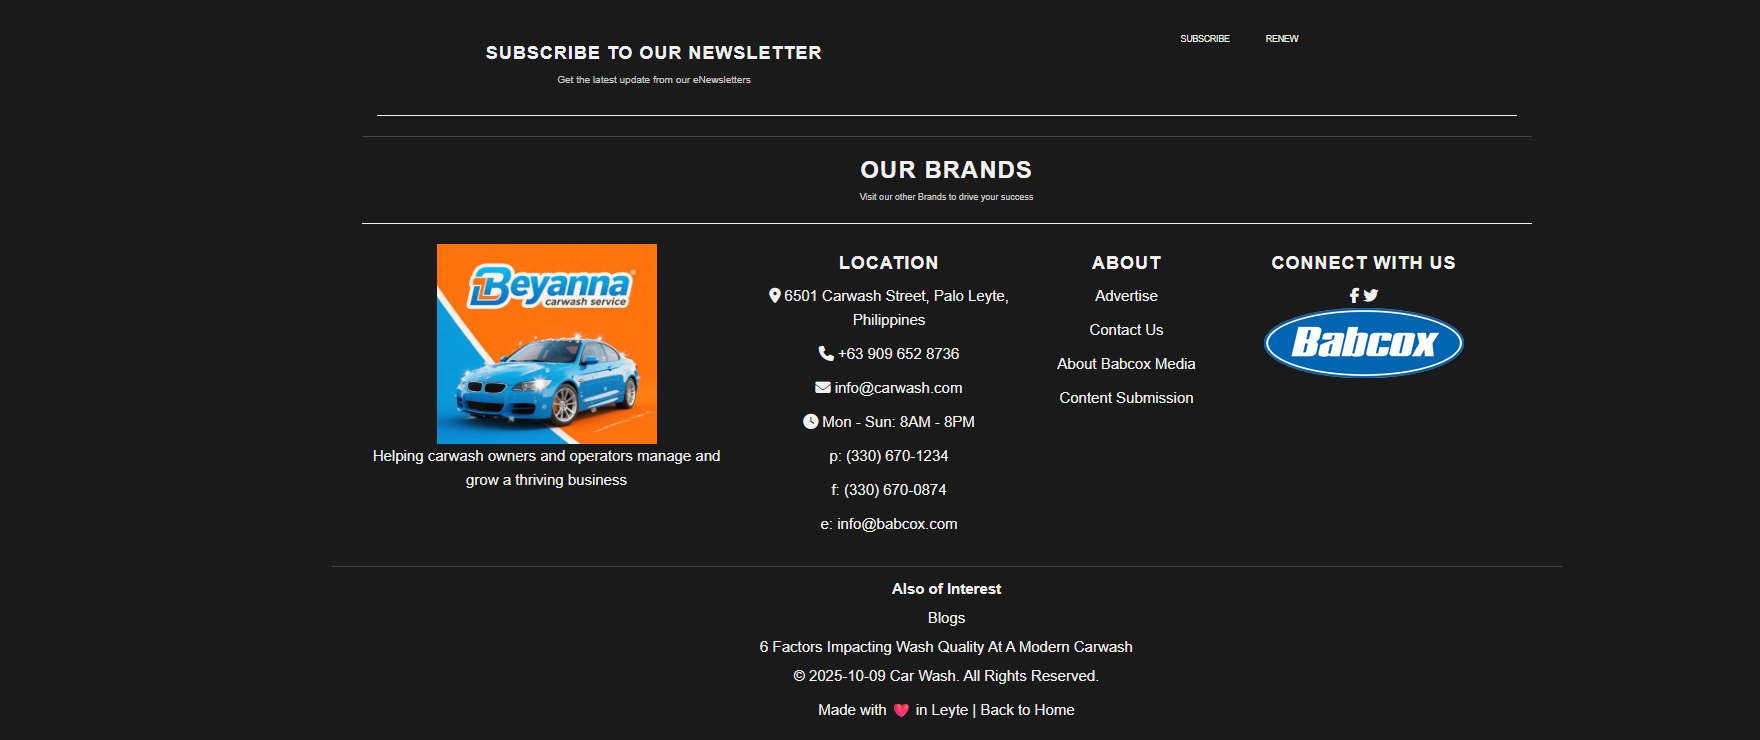 SUBSCRIBE TO OUR NEWSLETTER
Get the latest update from our eNewsletters
SUBSCRIBE RENEW
OUR BRANDS
Visit our other Brands to drive your success
Beyanna
carwash service
Helping carwash owners and operators manage and
grow a thriving business
LOCATION
6501 Carwash Street, Palo Leyte,
Philippines
+63 909 652 8736
info@carwash.com
Mon - Sun: 8AM - 8PM
p: (330) 670-1234
f: (330) 670-0874
e: info@babcox.com
ABOUT
Advertise
Contact Us
About Babcox Media
Content Submission
CONNECT WITH US
Babcox
Also of Interest
Blogs
6 Factors Impacting Wash Quality At A Modern Carwash
© 2025-10-09 Car Wash. All Rights Reserved.
Made with ❤️ in Leyte | Back to Home